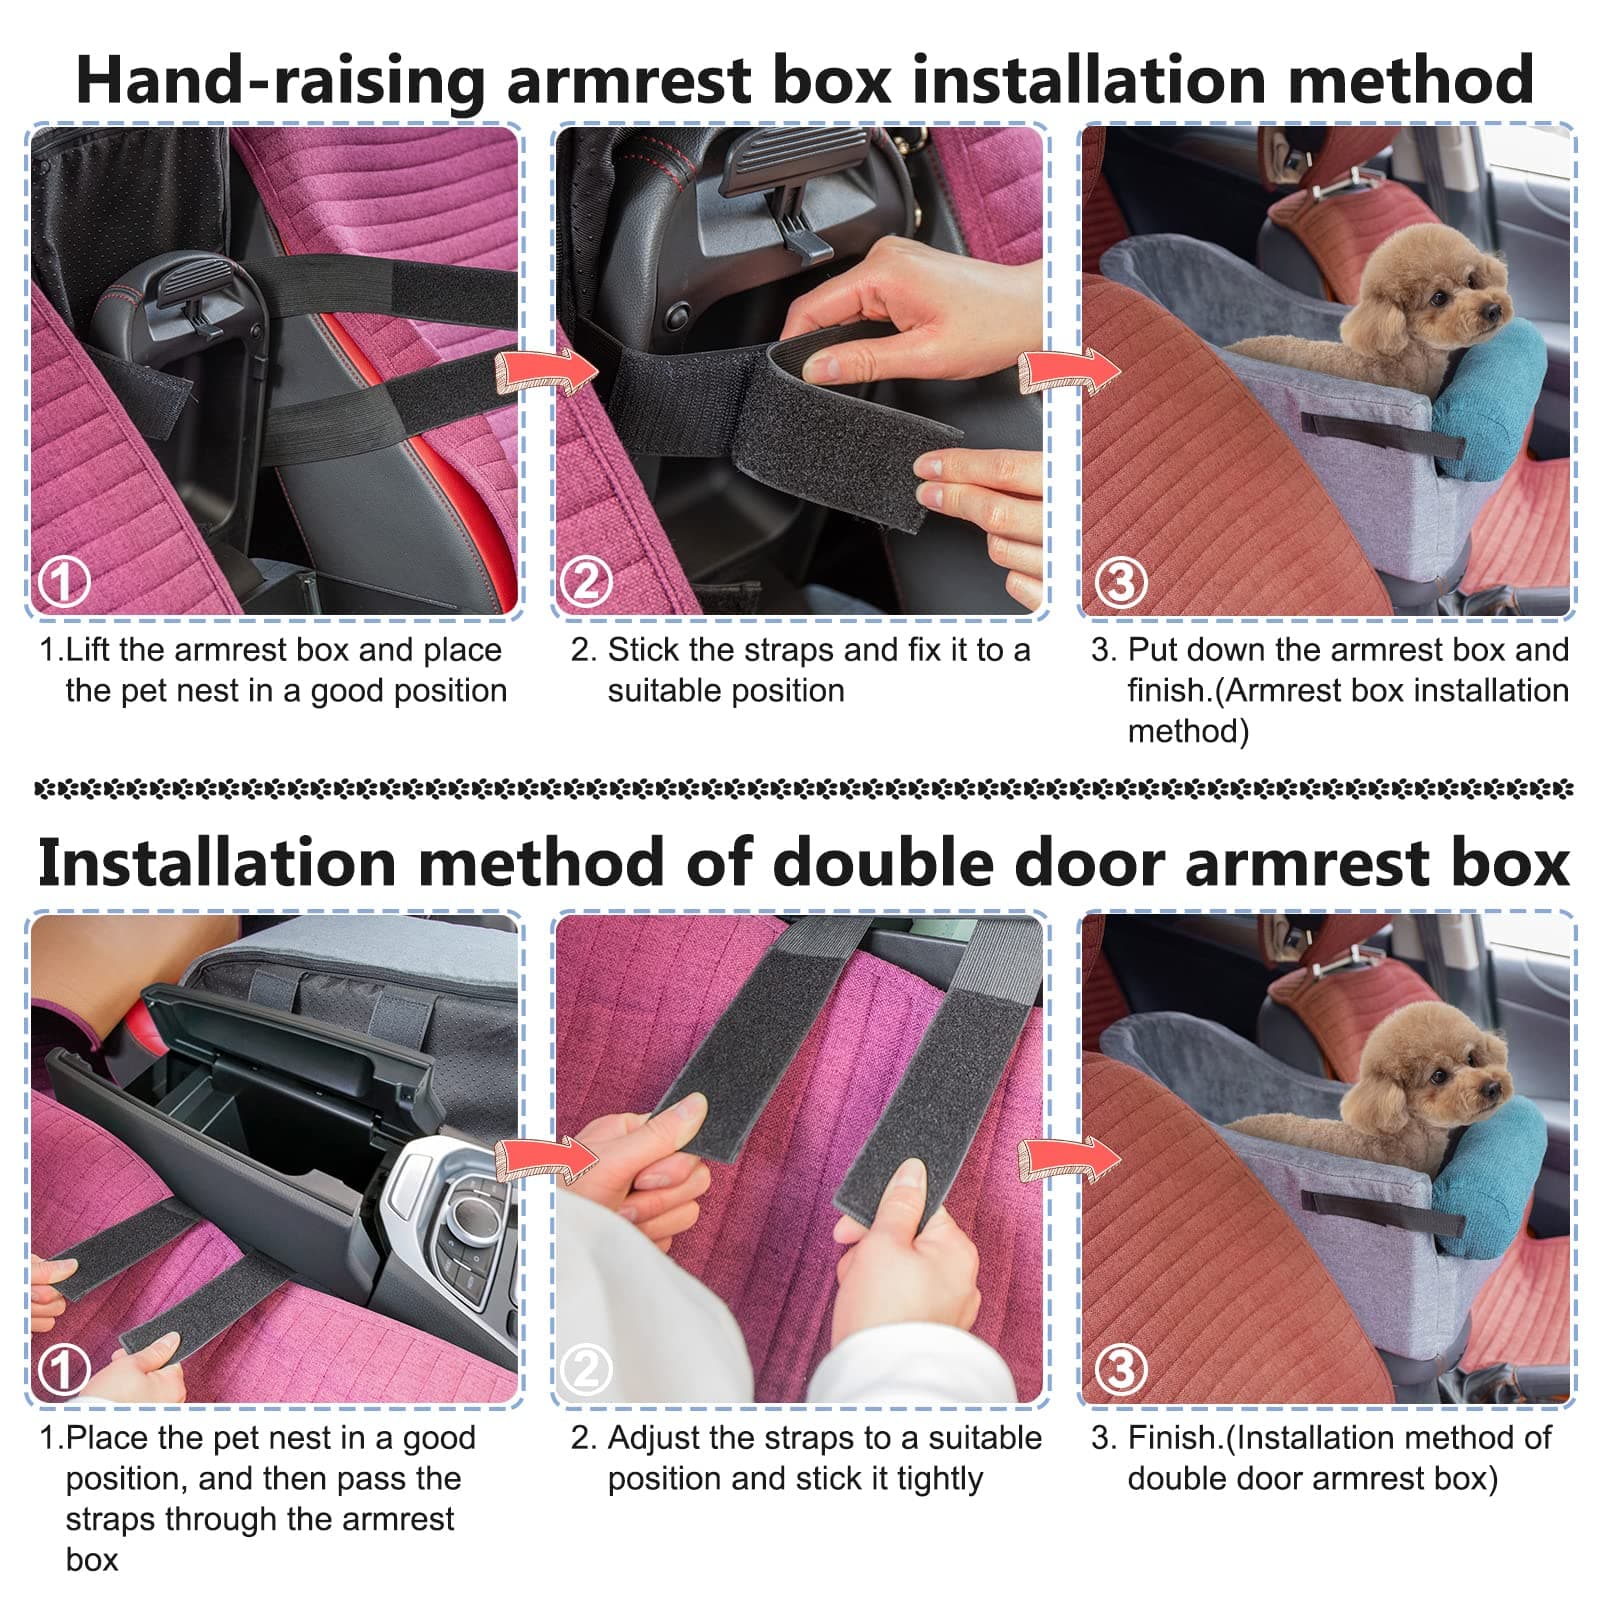 Hand-raising armrest box installation method
①
②
③
1.Lift the armrest box and place
the pet nest in a good position
2. Stick the straps and fix it to a
suitable position
3. Put down the armrest box and
finish.(Armrest box installation
method)
Installation method of double door armrest box
①
②
③
1.Place the pet nest in a good
position, and then pass the
straps through the armrest
box
2. Adjust the straps to a suitable
position and stick it tightly
3. Finish.(Installation method of
double door armrest box)